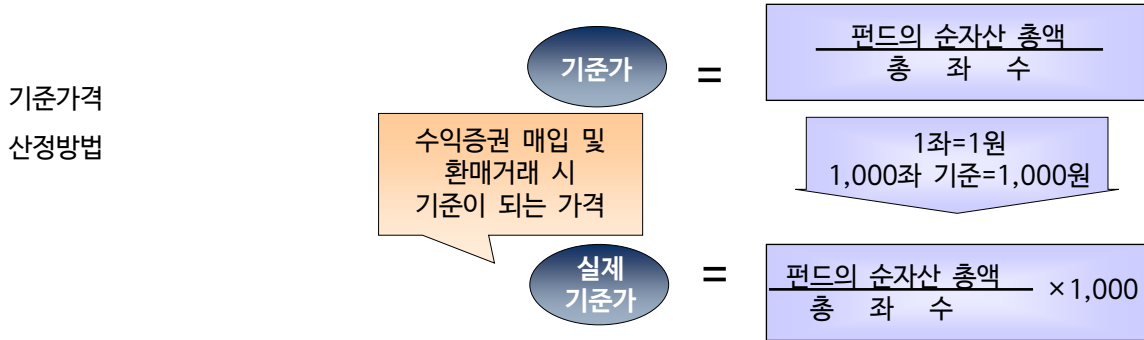 기준가격
산정방법
기준가
=
펀드의 순자산 총액
총 좌 수
수익증권 매입 및
환매거래 시
기준이 되는 가격
1좌=1원
1,000좌 기준=1,000원
실제
기준가
=
펀드의 순자산 총액
총 좌 수
×1,000